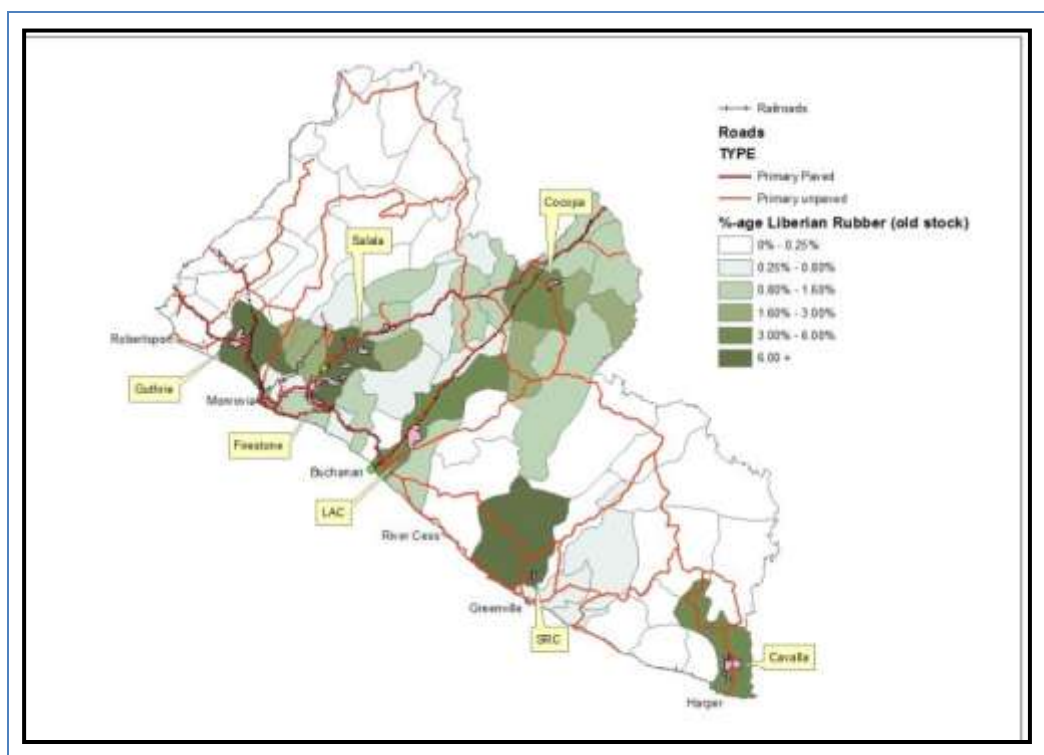 Railroads
Roads
TYPE
Primary Paved
Primary unpaved
%-age Liberian Rubber (old stock)
0% - 0.25%
0.25% - 0.80%
0.80% - 1.60%
1.60% - 3.00%
3.00% - 6.00%
6.00 +
Cocopa
Salala
Robertsport
Guthrie
Monrovia
Firestone
Buchanan
LAC
River Cess
Greenville
SRC
Cavalla
Harper